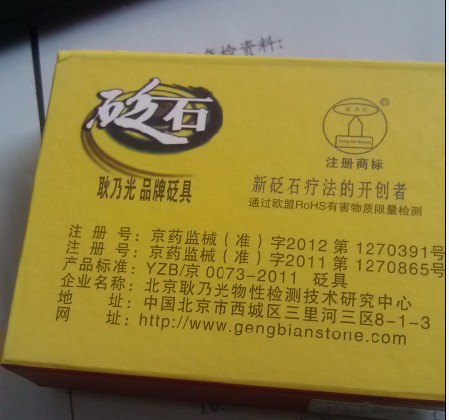 检资料:
砭石
®
注册商标
耿乃光 品牌砭具
新砭石疗法的开创者
通过欧盟RoHS有害物质限量检测
注 册 号: 京药监械(准)字2012 第 1270391号
注 册 号: 京药监械(准)字2011 第 1270865号
产品标准: YZB/京 0073-2011 砭具
企业名称: 北京耿乃光物性检测技术研究中心
地 址: 中国北京市西城区三里河三区8-1-3
网 址: http://www.gengbianstone.com